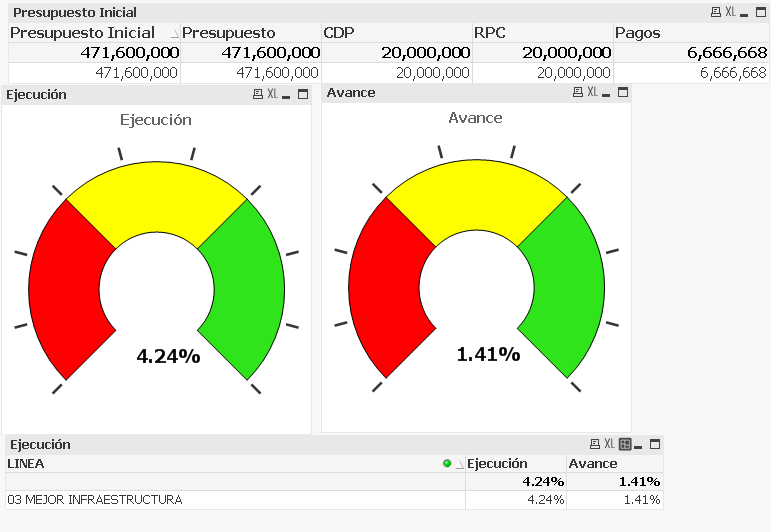 Presupuesto Inicial XL
Presupuesto Inicial Presupuesto CDP RPC Pagos
471,600,000 471,600,000 20,000,000 20,000,000 6,666,668
471,600,000 471,600,000 20,000,000 20,000,000 6,666,668
Ejecución XL
Avance XL
Ejecución
Avance
4.24%
1.41%
Ejecución XL
LINEA Ejecución Avance
4.24% 1.41%
03 MEJOR INFRAESTRUCTURA 4.24% 1.41%